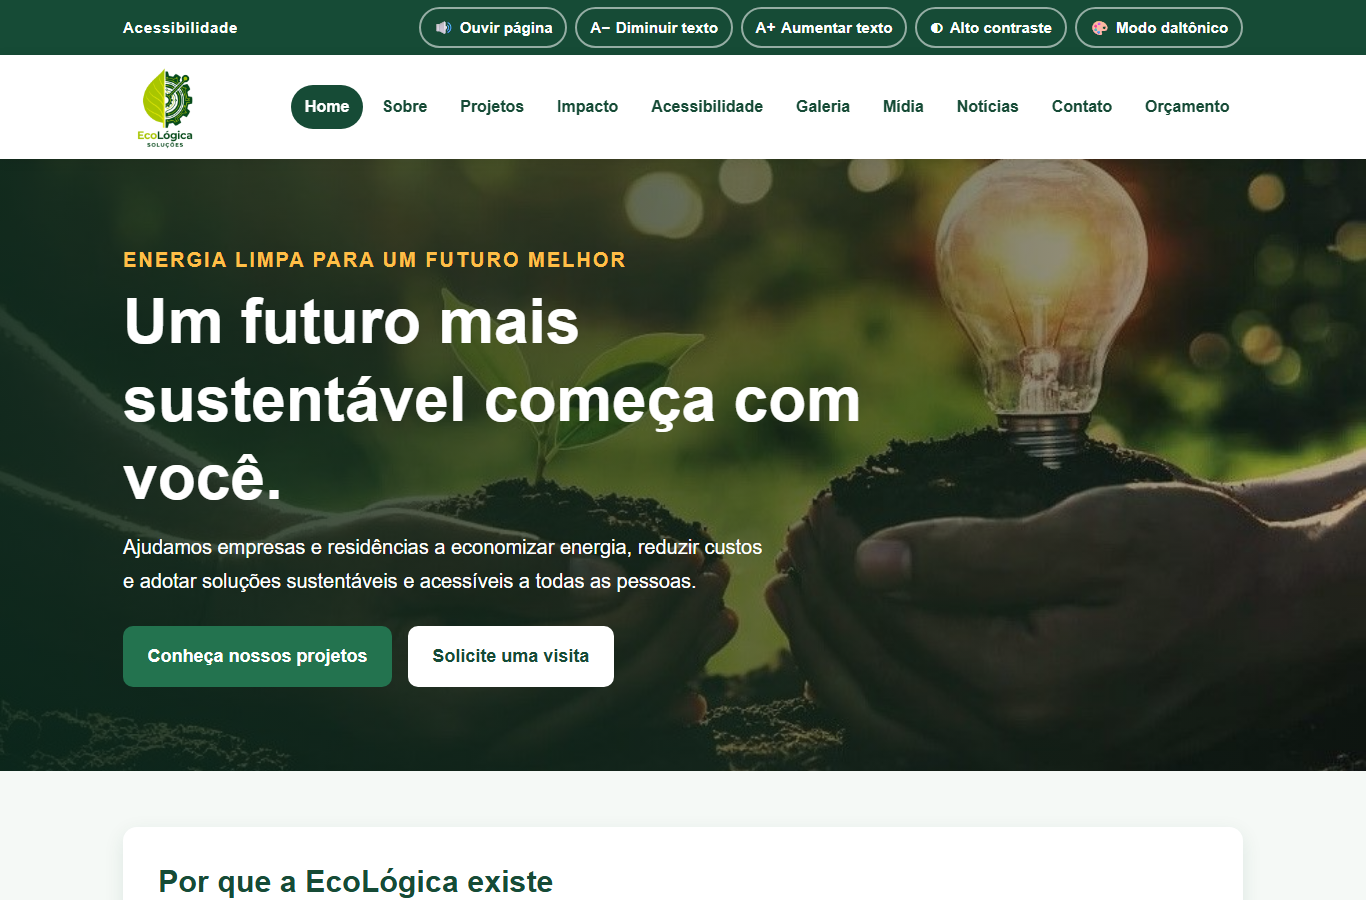 Acessibilidade
Ouvir página
A− Diminuir texto
A+ Aumentar texto
Alto contraste
Modo daltônico
EcoLógica
SOLUÇÕES
Home
Sobre
Projetos
Impacto
Acessibilidade
Galeria
Mídia
Notícias
Contato
Orçamento
ENERGIA LIMPA PARA UM FUTURO MELHOR
Um futuro mais
sustentável começa com
você.
Ajudamos empresas e residências a economizar energia, reduzir custos
e adotar soluções sustentáveis e acessíveis a todas as pessoas.
Conheça nossos projetos
Solicite uma visita
Por que a EcoLógica existe